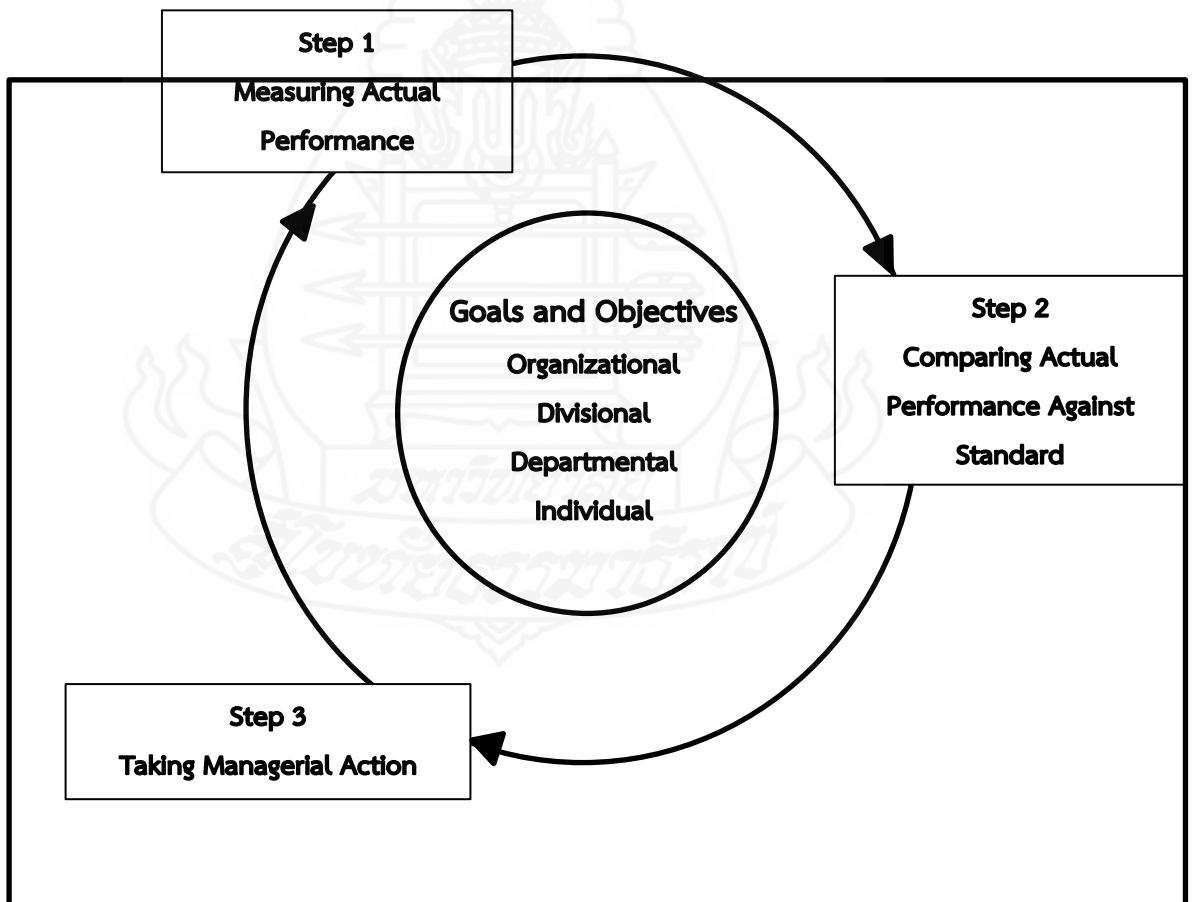 Step 1
Measuring Actual
Performance
Goals and Objectives
Organizational
Divisional
Departmental
Individual
Step 2
Comparing Actual
Performance Against
Standard
Step 3
Taking Managerial Action